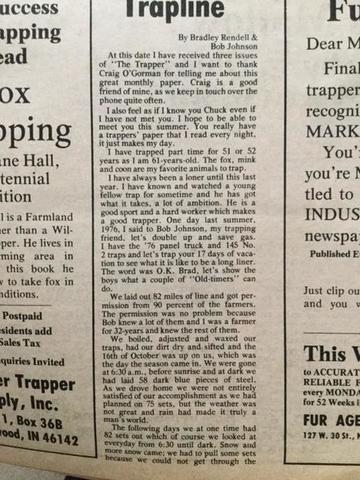 uccess
apping
ead
OX
pping
ane Hall,
tennial
ition
l is a Farmland
er than a Wil-
per. He lives in
ming area in
this book he
w to take fox in
nditions.
Postpaid
esidents add
Sales Tax
quiries Invited
er Trapper
ply, Inc.
1, Box 36B
wood, IN 46142
Trapline
By Bradley Rendell &
Bob Johnson
At this date I have received three issues
of "The Trapper" and I want to thank
Craig O'Gorman for telling me about this
great monthly paper. Craig is a good
friend of mine, as we keep in touch over the
phone quite often.
I also feel as if I know you Chuck even if
I have not met you. I hope to be able to
meet you this summer. You really have
a trappers' paper that I read every night,
it just makes my day.
I have trapped part time for 51 or 52
years as I am 61-years-old. The fox, mink
and coon are my favorite animals to trap.
I have always been a loner until this last
year. I have known and watched a young
fellow trap for sometime and he has got
what it takes, a lot of ambition. He is a
good sport and a hard worker which makes
a good trapper. One day last summer,
1976, I said to Bob Johnson, my trapping
friend, let's double up and save gas.
I have the '76 panel truck and 145 No.
2 traps and let's trap your 17 days of vaca-
tion to see what it is like to be a long liner.
The word was O.K. Brad, let's show the
boys what a couple of "Old-timers" can
do.
We laid out 82 miles of line and got per-
mission from 90 percent of the farmers.
The permission was no problem because
Bob knew a lot of them and I was a farmer
for 32-years and knew the rest of them.
We boiled, adjusted and waxed our
traps, had our dirt dry and sifted and the
16th of October was up on us, which was
the day the season came in. We were gone
at 6:30 a.m., before sunrise and at dark we
had laid 58 dark blue pieces of steel.
As we drove home we were not entirely
satisfied of our accomplishment as we had
planned on 75 sets, but the weather was
not great and rain had made it truly a
man's world.
The following days we at one time had
82 sets out which of course we looked at
everyday from 6:30 until dark. Snow and
more snow came; we had to pull some sets
because we could not get through the
Fu
Dear M
Final
trapper
recogni
MARK
You'
you're M
tled to
INDUS
newspa
Published E
Just clip ou
and you w
This V
to ACCURAT
RELIABLE
every MONDA
for 52 Weeks i
FUR AGE
127 W. 30 St., N